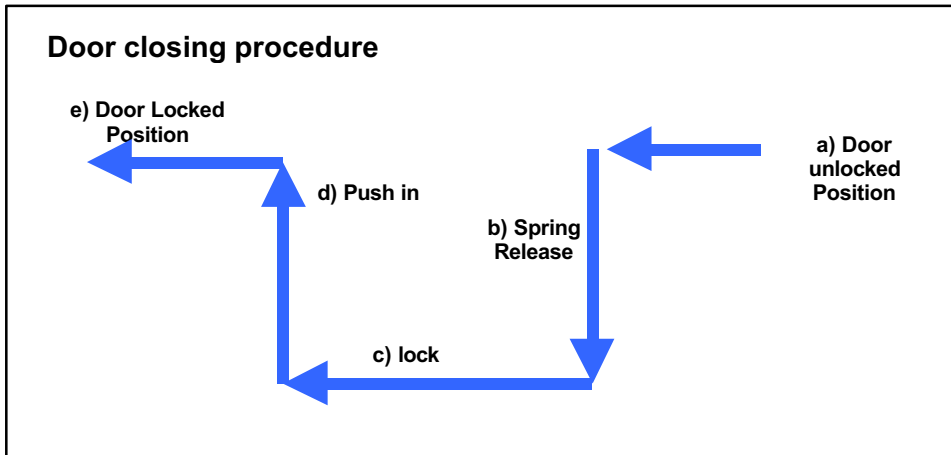 Door closing procedure
e) Door Locked
Position
a) Door
unlocked
Position
d) Push in
b) Spring
Release
c) lock